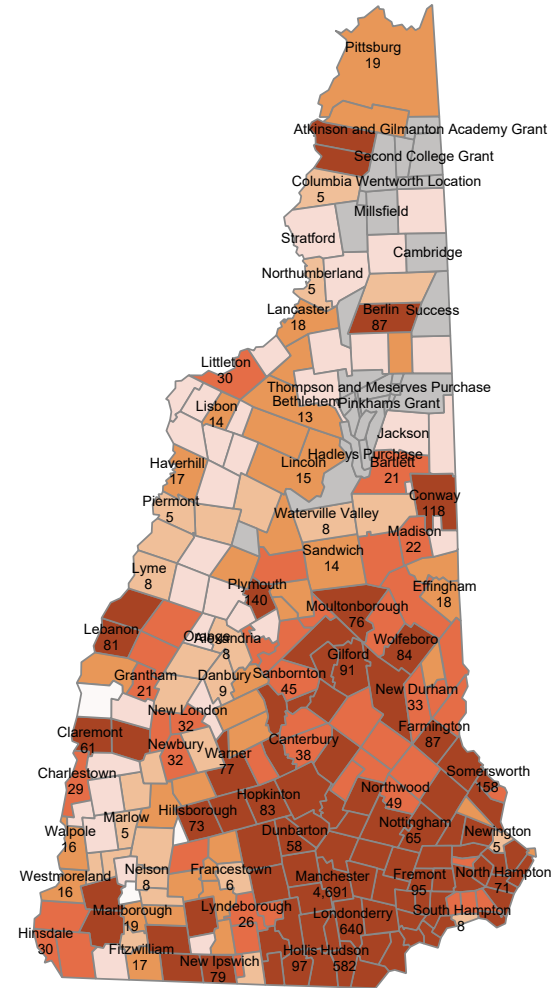 Pittsburg
19
Atkinson and Gilmanton Academy Grant
Second College Grant
Columbia
5
Wentworth Location
Millsfield
Stratford
Cambridge
Northumberland
5
Lancaster
18
Berlin
87
Success
Littleton
30
Thompson and Meserves Purchase
Bethlehem
13
Pinkhams Grant
Lisbon
14
Jackson
Hadleys Purchase
Haverhill
17
Lincoln
15
Bartlett
21
Conway
118
Piermont
5
Waterville Valley
8
Madison
22
Sandwich
14
Lyme
8
Plymouth
140
Effingham
18
Moultonborough
76
Lebanon
81
Orange
Alexandria
8
Wolfeboro
84
Gilford
91
Grantham
21
Danbury
9
Sanbornton
45
New Durham
33
New London
32
Claremont
61
Newbury
32
Warner
77
Canterbury
38
Farmington
87
Charlestown
29
Somersworth
158
Hopkinton
83
Northwood
49
Marlow
5
Hillsborough
73
Walpole
16
Dunbarton
58
Nottingham
65
Newington
5
Westmoreland
16
Nelson
8
Francestown
6
Manchester
4,691
Fremont
95
North Hampton
71
Marlborough
19
Lyndeborough
26
Londonderry
640
South Hampton
8
Hinsdale
30
Fitzwilliam
17
New Ipswich
79
Hollis
97
Hudson
582